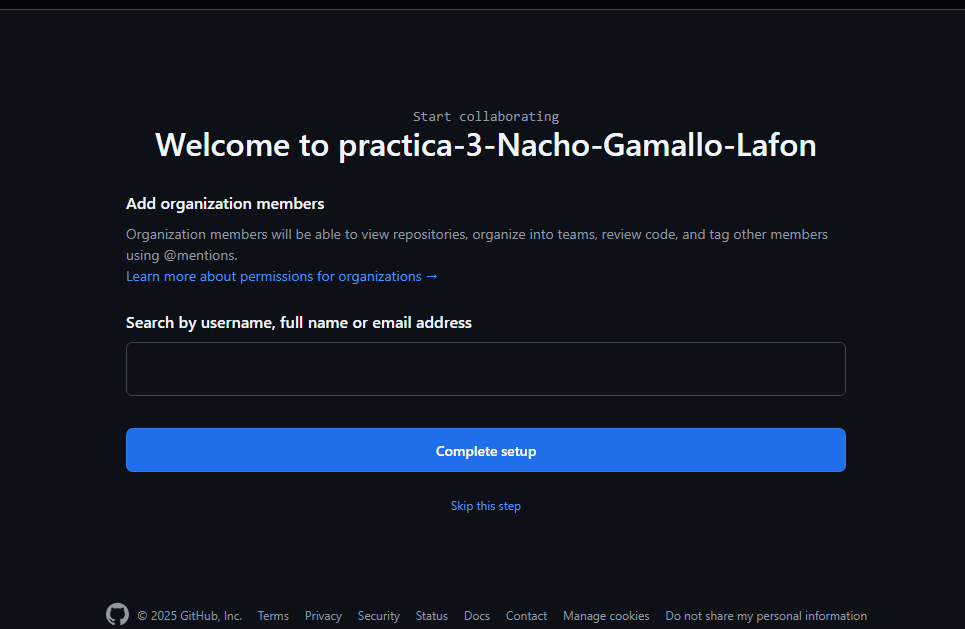 Start collaborating
Welcome to practica-3-Nacho-Gamallo-Lafon
Add organization members
Organization members will be able to view repositories, organize into teams, review code, and tag other members
using @mentions.
Learn more about permissions for organizations →
Search by username, full name or email address
Complete setup
Skip this step
© 2025 GitHub, Inc. Terms Privacy Security Status Docs Contact Manage cookies Do not share my personal information